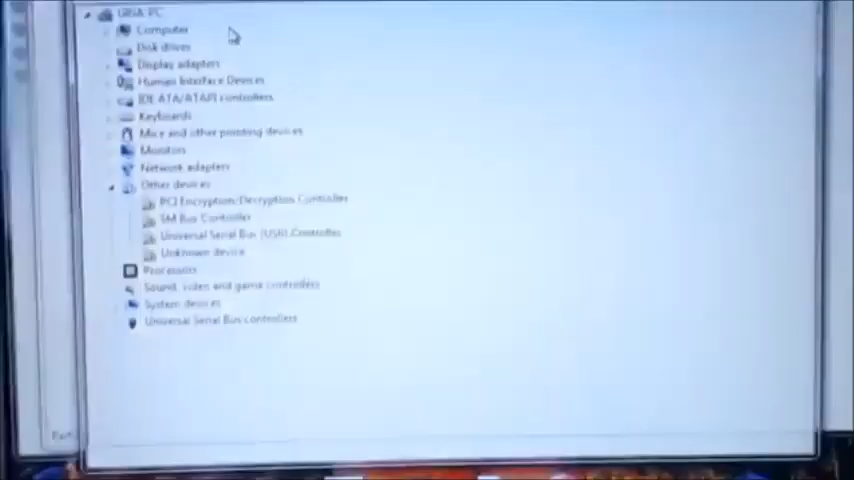 Computer
Disk drives
Display adapters
Human Interface Devices
IDE ATA/ATAPI controllers
Keyboards
Mice and other pointing devices
Monitors
Network adapters
Other devices
PCI Encryption/Decryption Controller
SM Bus Controller
Universal Serial Bus (USB) Controller
Unknown device
Processors
Sound, video and game controllers
System devices
Universal Serial Bus controllers